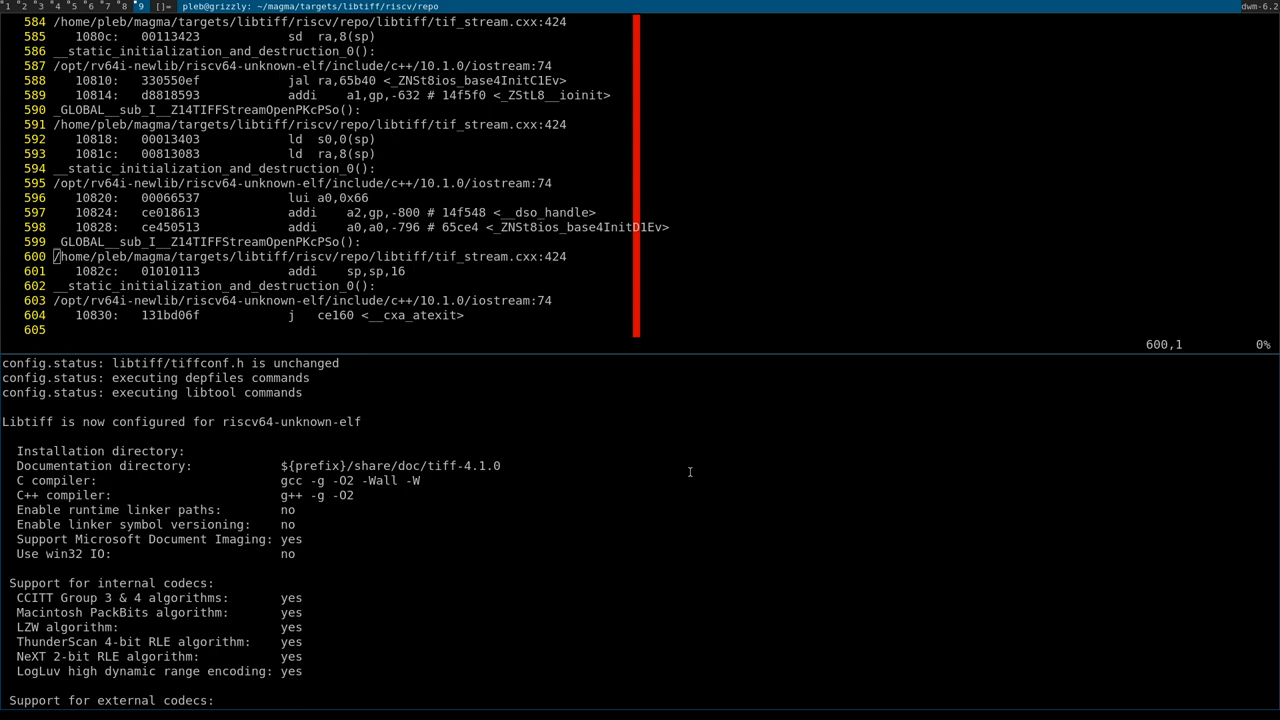 1 2 3 4 5 6 7 8 9 []= pleb@grizzly: ~/magma/targets/libtiff/riscv/repo dwm-6.2
584 /home/pleb/magma/targets/libtiff/riscv/repo/libtiff/tif_stream.cxx:424
585    1080c:   00113423            sd  ra,8(sp)
586 __static_initialization_and_destruction_0():
587 /opt/rv64i-newlib/riscv64-unknown-elf/include/c++/10.1.0/iostream:74
588    10810:   330550ef            jal ra,65b40 <_ZNSt8ios_base4InitC1Ev>
589    10814:   d8818593            addi    a1,gp,-632 # 14f5f0 <_ZStL8__ioinit>
590 _GLOBAL__sub_I__Z14TIFFStreamOpenPKcPSo():
591 /home/pleb/magma/targets/libtiff/riscv/repo/libtiff/tif_stream.cxx:424
592    10818:   00013403            ld  s0,0(sp)
593    1081c:   00813083            ld  ra,8(sp)
594 __static_initialization_and_destruction_0():
595 /opt/rv64i-newlib/riscv64-unknown-elf/include/c++/10.1.0/iostream:74
596    10820:   00066537            lui a0,0x66
597    10824:   ce018613            addi    a2,gp,-800 # 14f548 <__dso_handle>
598    10828:   ce450513            addi    a0,a0,-796 # 65ce4 <_ZNSt8ios_base4InitD1Ev>
599 _GLOBAL__sub_I__Z14TIFFStreamOpenPKcPSo():
600 /home/pleb/magma/targets/libtiff/riscv/repo/libtiff/tif_stream.cxx:424
601    1082c:   01010113            addi    sp,sp,16
602 __static_initialization_and_destruction_0():
603 /opt/rv64i-newlib/riscv64-unknown-elf/include/c++/10.1.0/iostream:74
604    10830:   131bd06f            j   ce160 <__cxa_atexit>
605
600,1 0%
config.status: libtiff/tiffconf.h is unchanged
config.status: executing depfiles commands
config.status: executing libtool commands
Libtiff is now configured for riscv64-unknown-elf
Installation directory:
Documentation directory: ${prefix}/share/doc/tiff-4.1.0
C compiler: gcc -g -O2 -Wall -W
C++ compiler: g++ -g -O2
Enable runtime linker paths: no
Enable linker symbol versioning: no
Support Microsoft Document Imaging: yes
Use win32 IO: no
Support for internal codecs:
CCITT Group 3 & 4 algorithms: yes
Macintosh PackBits algorithm: yes
LZW algorithm: yes
ThunderScan 4-bit RLE algorithm: yes
NeXT 2-bit RLE algorithm: yes
LogLuv high dynamic range encoding: yes
Support for external codecs: